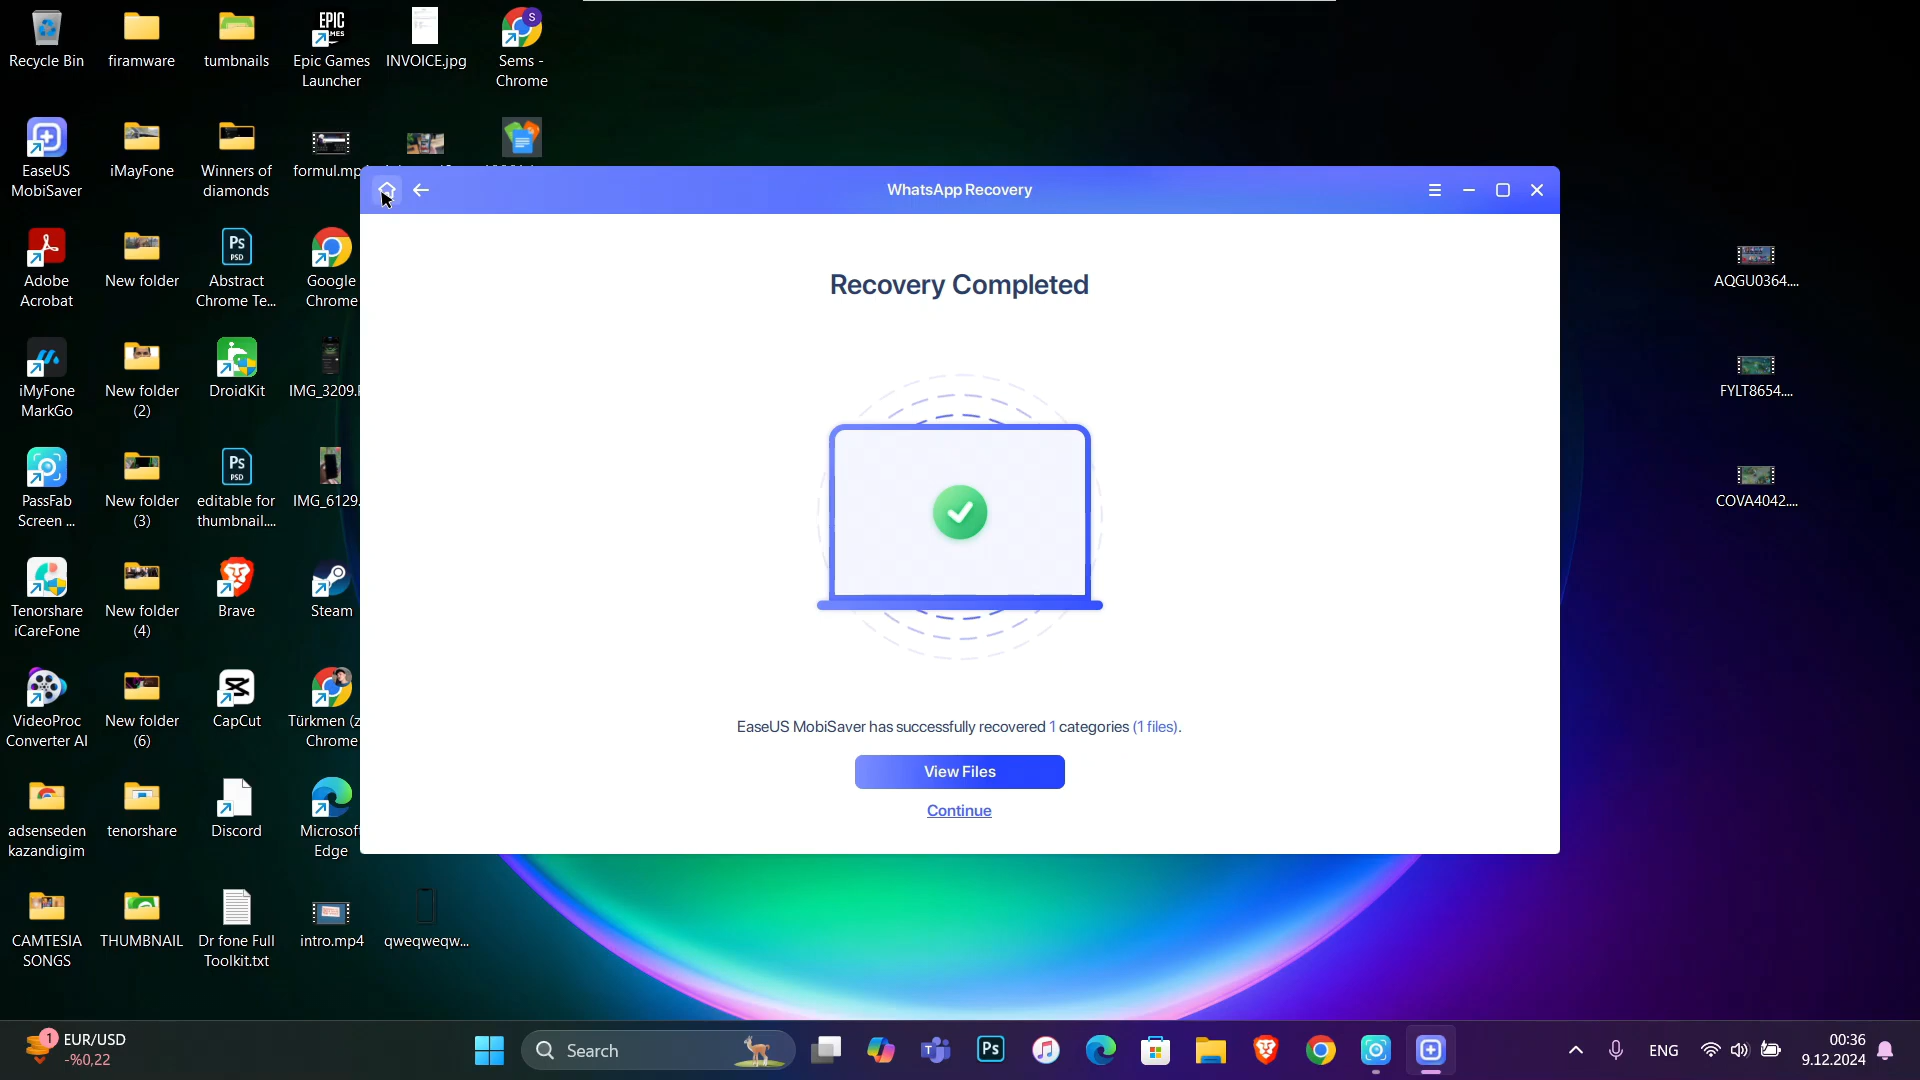 Recycle Bin
firamware
tumbnails
Epic Games
Launcher
INVOICE.jpg
Sems -
Chrome
EaseUS
MobiSaver
iMayFone
Winners of
diamonds
formul.mp
WhatsApp Recovery
Adobe
Acrobat
New folder
Abstract
Chrome Te...
Google
Chrome
Recovery Completed
AQGU0364....
iMyFone
MarkGo
New folder
(2)
DroidKit
IMG_3209.
FYLT8654....
PassFab
Screen ...
New folder
(3)
editable for
thumbnail....
IMG_6129.
COVA4042....
Tenorshare
iCareFone
New folder
(4)
Brave
Steam
VideoProc
Converter AI
New folder
(6)
CapCut
Türkmen (z
Chrome
EaseUS MobiSaver has successfully recovered 1 categories (1 files).
View Files
Continue
adsenseden
kazandigim
tenorshare
Discord
Microsof
Edge
CAMTESIA
SONGS
THUMBNAIL
Dr fone Full
Toolkit.txt
intro.mp4
qweqweqw...
1
EUR/USD
-%0,22
Search
ENG
00:36
9.12.2024